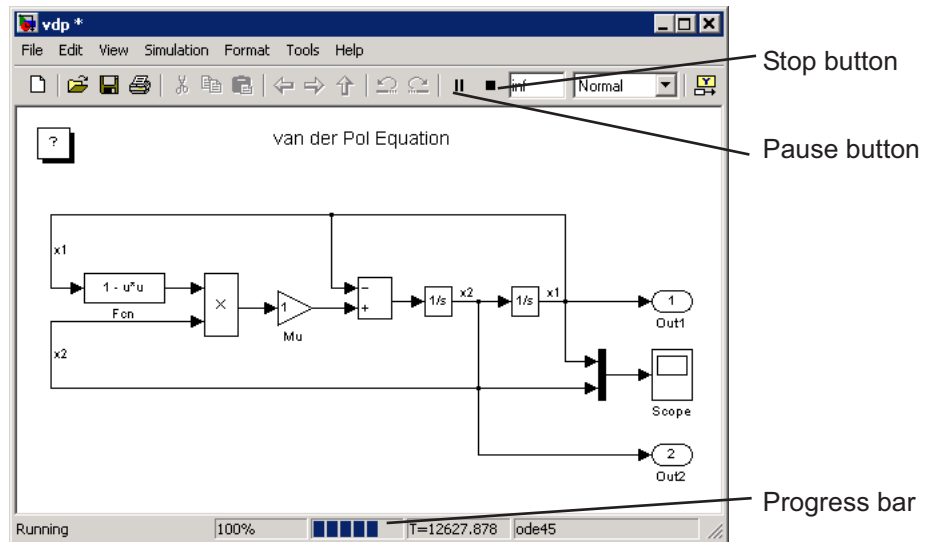 vdp *
File Edit View Simulation Format Tools Help
inf Normal
Stop button
Pause button
?
van der Pol Equation
x1
1 - u*u
Fcn
×
1
Mu
−
+
1/s
x2
1/s
x1
1
Out1
x2
Scope
2
Out2
Progress bar
Running 100% T=12627.878 ode45